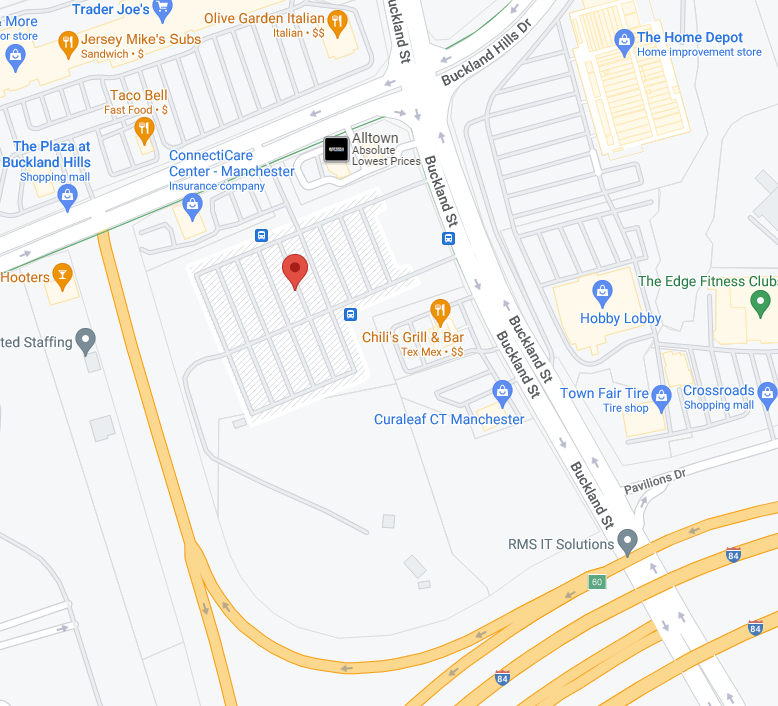 Trader Joe's
Olive Garden Italian
Italian • $$
Buckland St
Buckland Hills Dr
& More
or store
Jersey Mike's Subs
Sandwich • $
The Home Depot
Home improvement store
Taco Bell
Fast Food • $
Alltown
Absolute
Lowest Prices
The Plaza at
Buckland Hills
Shopping mall
ConnectiCare
Center - Manchester
Insurance company
Buckland St
Hooters
The Edge Fitness Clubs
Hobby Lobby
Chili's Grill & Bar
Tex Mex • $$
ted Staffing
Buckland St
Buckland St
Town Fair Tire
Tire shop
Crossroads
Shopping mall
Curaleaf CT Manchester
Buckland St
Pavilions Dr
RMS IT Solutions
84
60
84
84